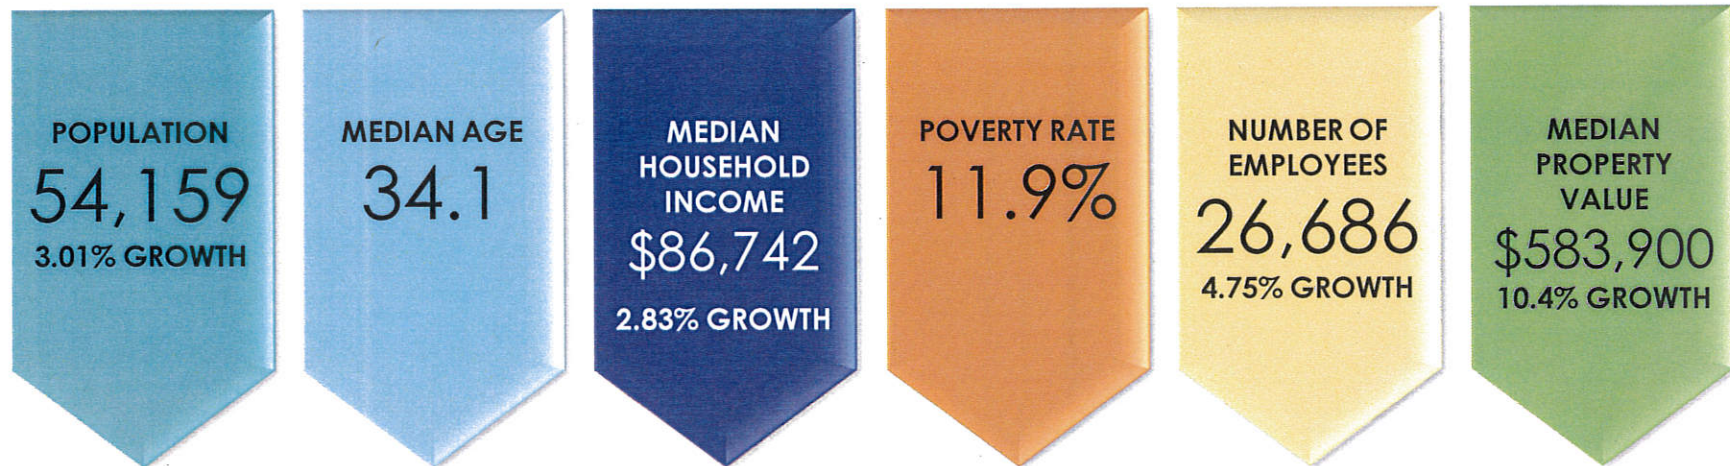 POPULATION
54,159
3.01% GROWTH
MEDIAN AGE
34.1
MEDIAN
HOUSEHOLD
INCOME
$86,742
2.83% GROWTH
POVERTY RATE
11.9%
NUMBER OF
EMPLOYEES
26,686
4.75% GROWTH
MEDIAN
PROPERTY
VALUE
$583,900
10.4% GROWTH